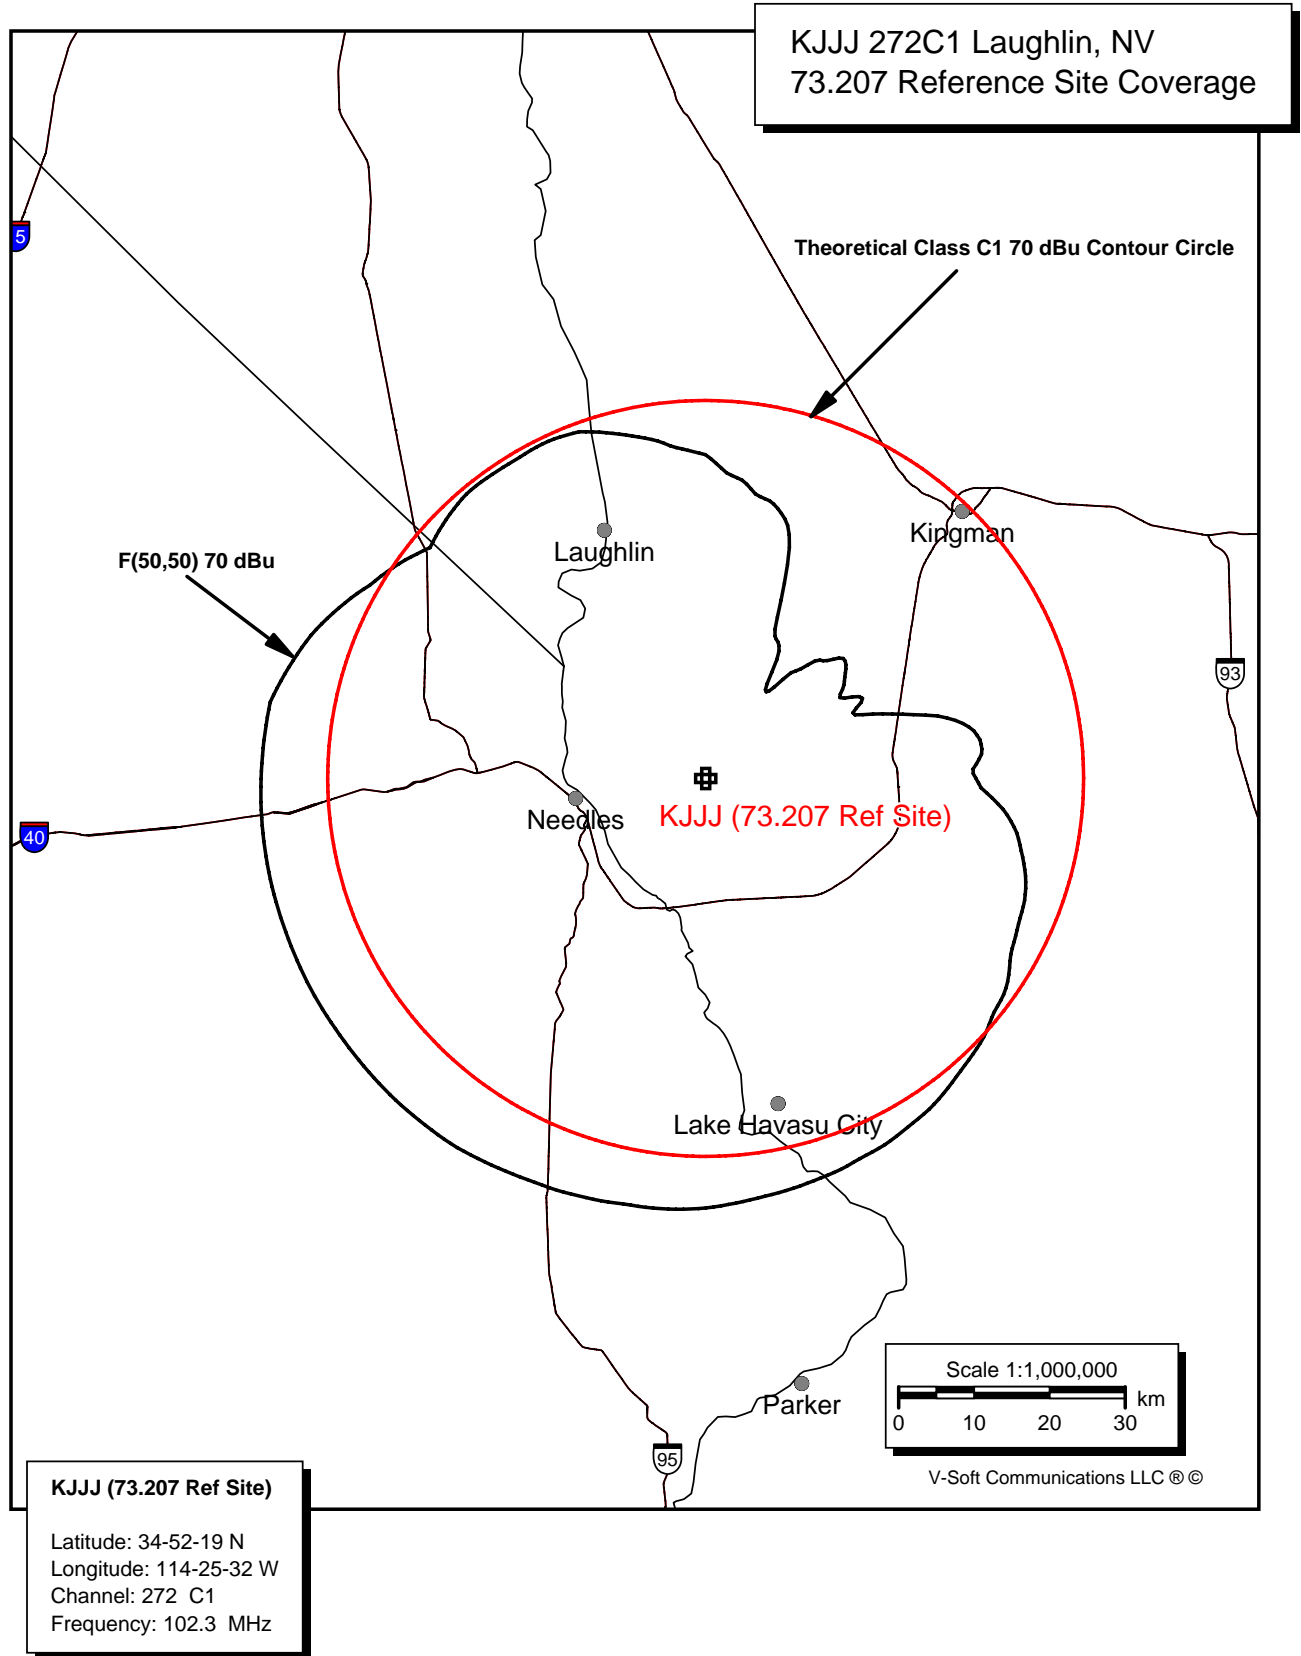 KJJJ 272C1 Laughlin, NV
73.207 Reference Site Coverage
5
Theoretical Class C1 70 dBu Contour Circle
Kingman
Laughlin
F(50,50) 70 dBu
93
KJJJ (73.207 Ref Site)
Needles
40
Lake Havasu City
Scale 1:1,000,000
km
0 10 20 30
Parker
95
V-Soft Communications LLC ® ©
KJJJ (73.207 Ref Site)
Latitude: 34-52-19 N
Longitude: 114-25-32 W
Channel: 272 C1
Frequency: 102.3 MHz